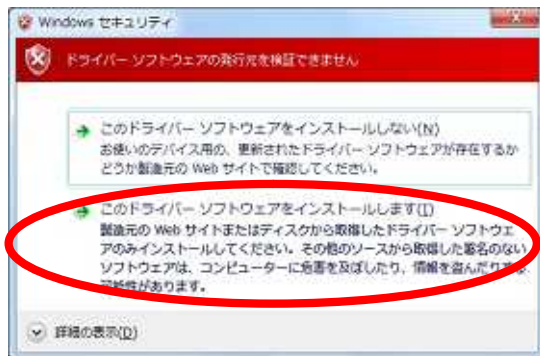 Windows セキュリティ
ドライバー ソフトウェアの発行元を検証できません
このドライバー ソフトウェアをインストールしない(N)
お使いのデバイス用の、更新されたドライバー ソフトウェアが存在するか
どうか製造元の Web サイトで確認してください。
このドライバー ソフトウェアをインストールします(I)
製造元の Web サイトまたはディスクから取得したドライバー ソフトウェ
アのみインストールしてください。その他のソースから取得した署名のない
ソフトウェアは、コンピューターに危害を及ぼしたり、情報を盗んだりする
可能性があります。
詳細の表示(D)